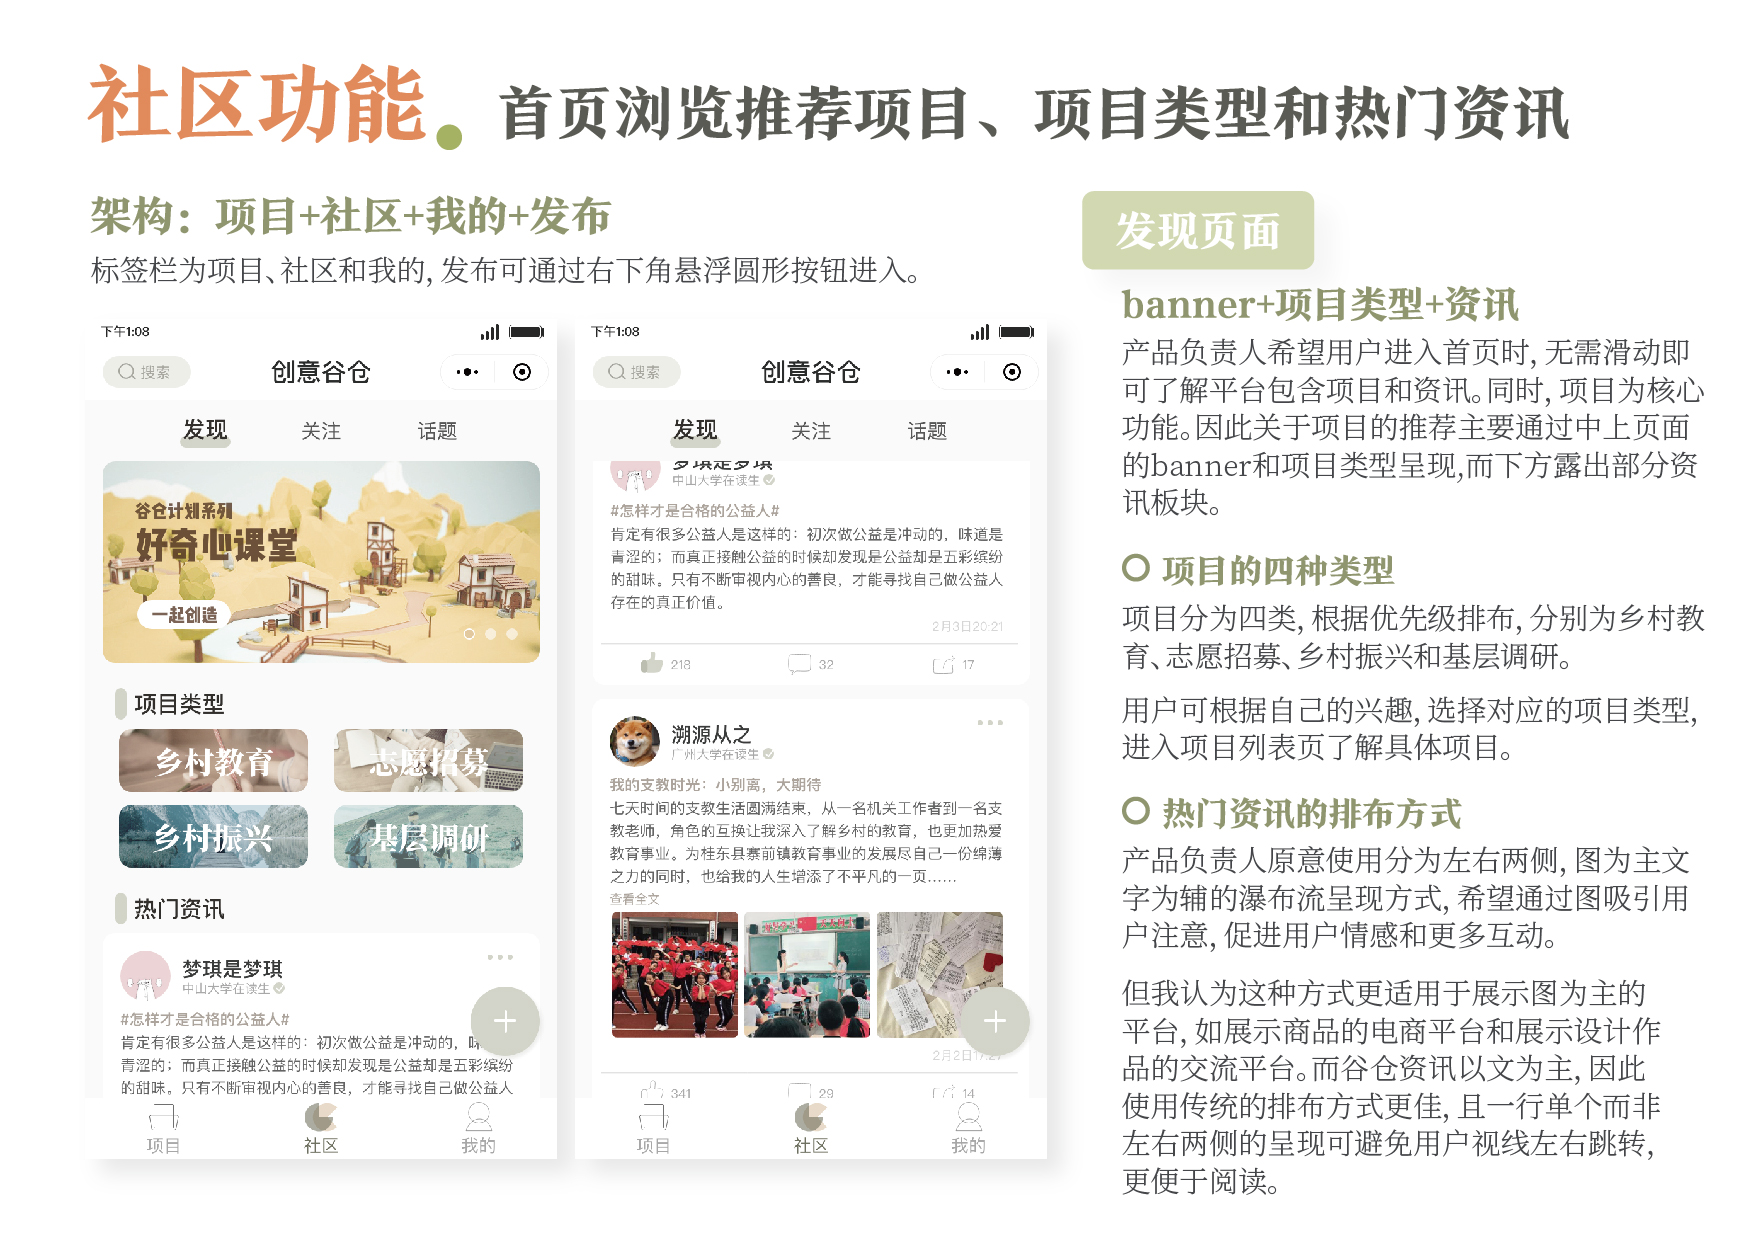 社区功能
首页浏览推荐项目、项目类型和热门资讯
架构：项目+社区+我的+发布
标签栏为项目、社区和我的，发布可通过右下角悬浮圆形按钮进入。
下午1:08
搜索
创意谷仓
发现
关注
话题
谷仓计划系列
好奇心课堂
一起创造
项目类型
乡村教育
志愿招募
乡村振兴
基层调研
热门资讯
梦琪是梦琪
中山大学在读生
#怎样才是合格的公益人#
肯定有很多公益人是这样的：初次做公益是冲动的，味
青涩的；而真正接触公益的时候却发现是公益却是五彩缤纷
的甜味。只有不断审视内心的善良，才能寻找自己做公益人
项目
社区
我的
下午1:08
搜索
创意谷仓
发现
关注
话题
梦琪是梦琪
中山大学在读生
#怎样才是合格的公益人#
肯定有很多公益人是这样的：初次做公益是冲动的，味道是
青涩的；而真正接触公益的时候却发现是公益却是五彩缤纷
的甜味。只有不断审视内心的善良，才能寻找自己做公益人
存在的真正价值。
2月3日20:21
218
32
17
溯源从之
广州大学在读生
我的支教时光：小别离，大期待
七天时间的支教生活圆满结束，从一名机关工作者到一名支
教老师，角色的互换让我深入了解乡村的教育，也更加热爱
教育事业。为桂东县寨前镇教育事业的发展尽自己一份绵薄
之力的同时，也给我的人生增添了不平凡的一页……
查看全文
2月2日17:27
341
29
14
项目
社区
我的
发现页面
banner+项目类型+资讯
产品负责人希望用户进入首页时，无需滑动即
可了解平台包含项目和资讯。同时，项目为核心
功能。因此关于项目的推荐主要通过中上页面
的banner和项目类型呈现,而下方露出部分资
讯板块。
项目的四种类型
项目分为四类，根据优先级排布，分别为乡村教
育、志愿招募、乡村振兴和基层调研。
用户可根据自己的兴趣，选择对应的项目类型，
进入项目列表页了解具体项目。
热门资讯的排布方式
产品负责人原意使用分为左右两侧，图为主文
字为辅的瀑布流呈现方式，希望通过图吸引用
户注意，促进用户情感和更多互动。
但我认为这种方式更适用于展示图为主的
平台，如展示商品的电商平台和展示设计作
品的交流平台。而谷仓资讯以文为主，因此
使用传统的排布方式更佳，且一行单个而非
左右两侧的呈现可避免用户视线左右跳转，
更便于阅读。